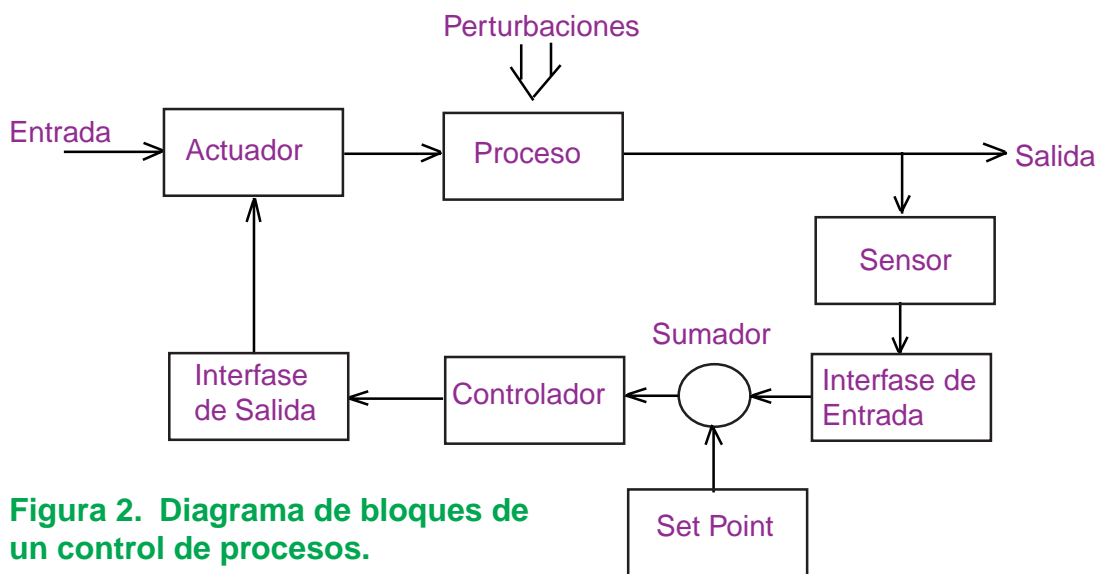 Perturbaciones
Entrada
Actuador
Proceso
Salida
Sensor
Sumador
Interfase
de Salida
Controlador
Interfase de
Entrada
Set Point
Figura 2. Diagrama de bloques de
un control de procesos.